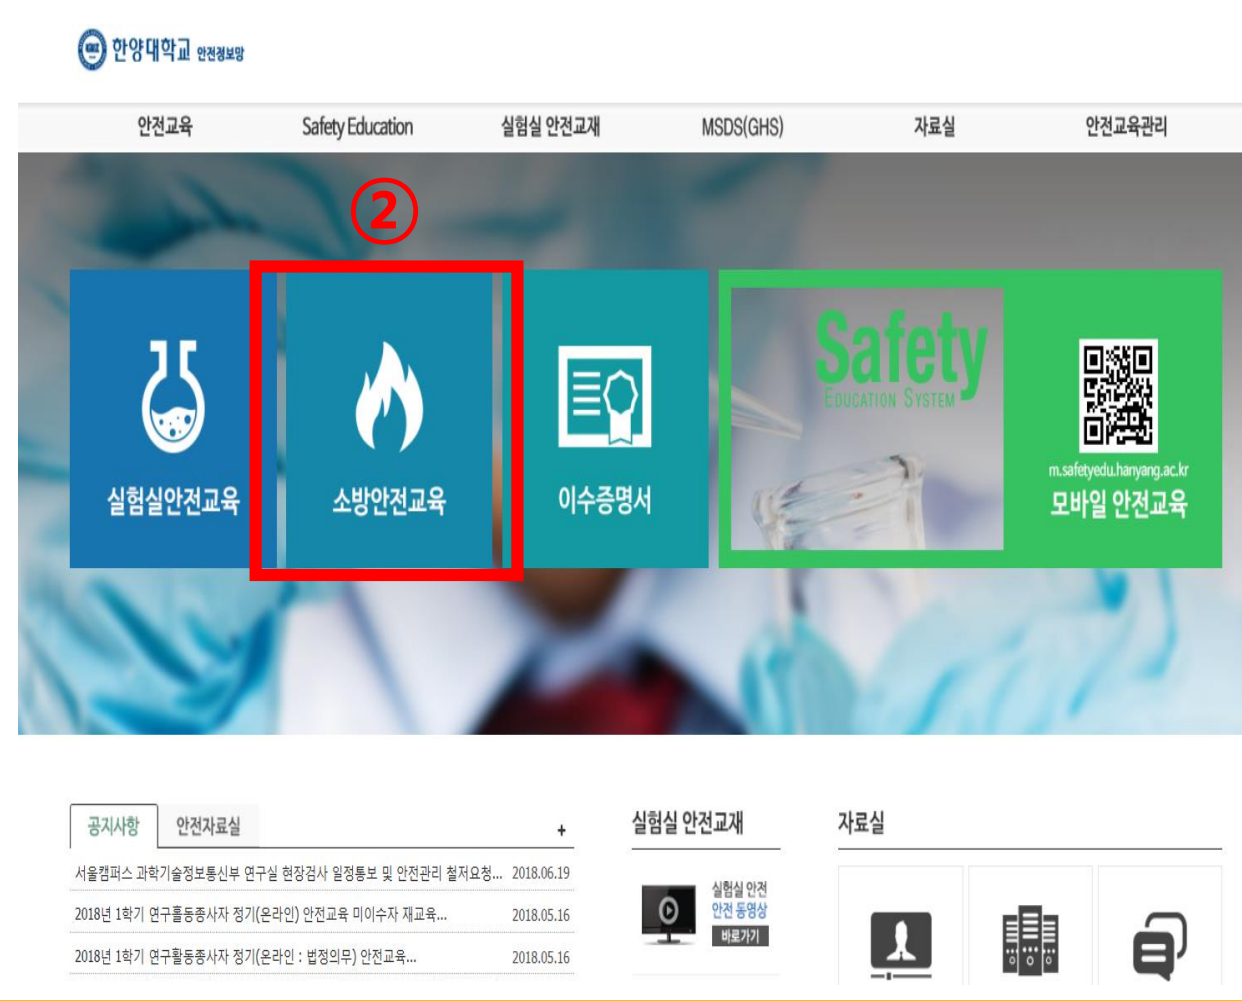 한양대학교 안전정보망
안전교육 Safety Education 실험실 안전교재 MSDS(GHS) 자료실 안전교육관리
②
실험실안전교육
소방안전교육
이수증명서
Safety
EDUCATION SYSTEM
m.safetyedu.hanyang.ac.kr
모바일 안전교육
공지사항 안전자료실 +
서울캠퍼스 과학기술정보통신부 연구실 현장검사 일정통보 및 안전관리 철저요청... 2018.06.19
2018년 1학기 연구홀동종사자 정기(온라인) 안전교육 미이수자 재교육... 2018.05.16
2018년 1학기 연구활동종사자 정기(온라인 : 법정의무) 안전교육... 2018.05.16
실험실 안전교재
실험실 안전
안전 동영상
바로가기
자료실